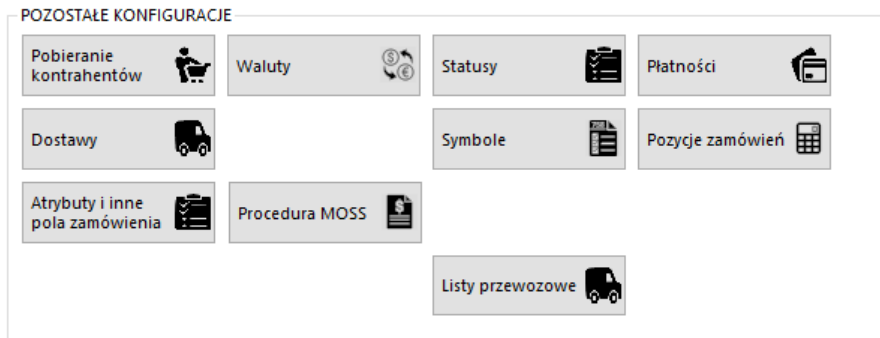 POZOSTAŁE KONFIGURACJE
Pobieranie
kontrahentów
Waluty
Statusy
Płatności
Dostawy
Symbole
Pozycje zamówień
Atrybuty i inne
pola zamówienia
Procedura MOSS
Listy przewozowe